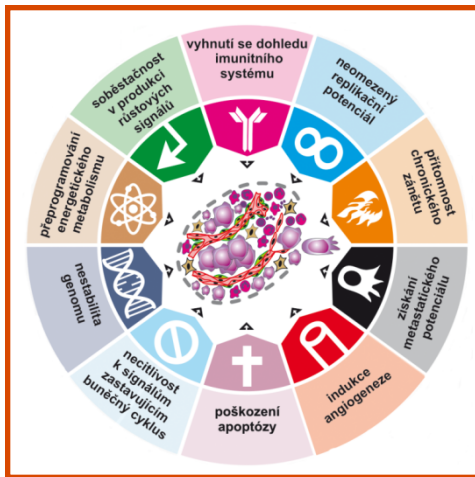 vyhnutí se dohledu
imunitního
systému
neomezený
replikační
potenciál
přítomnost
chronického
zánětu
získání
metastatického
potenciálu
indukce
angiogeneze
poškození
apoptózy
necitlivost
k signálům
zastavujícím
buněčný cyklus
nestabilita
genomu
přeprogramování
energetického
metabolismu
soběstačnost
v produkci
růstových
signálů